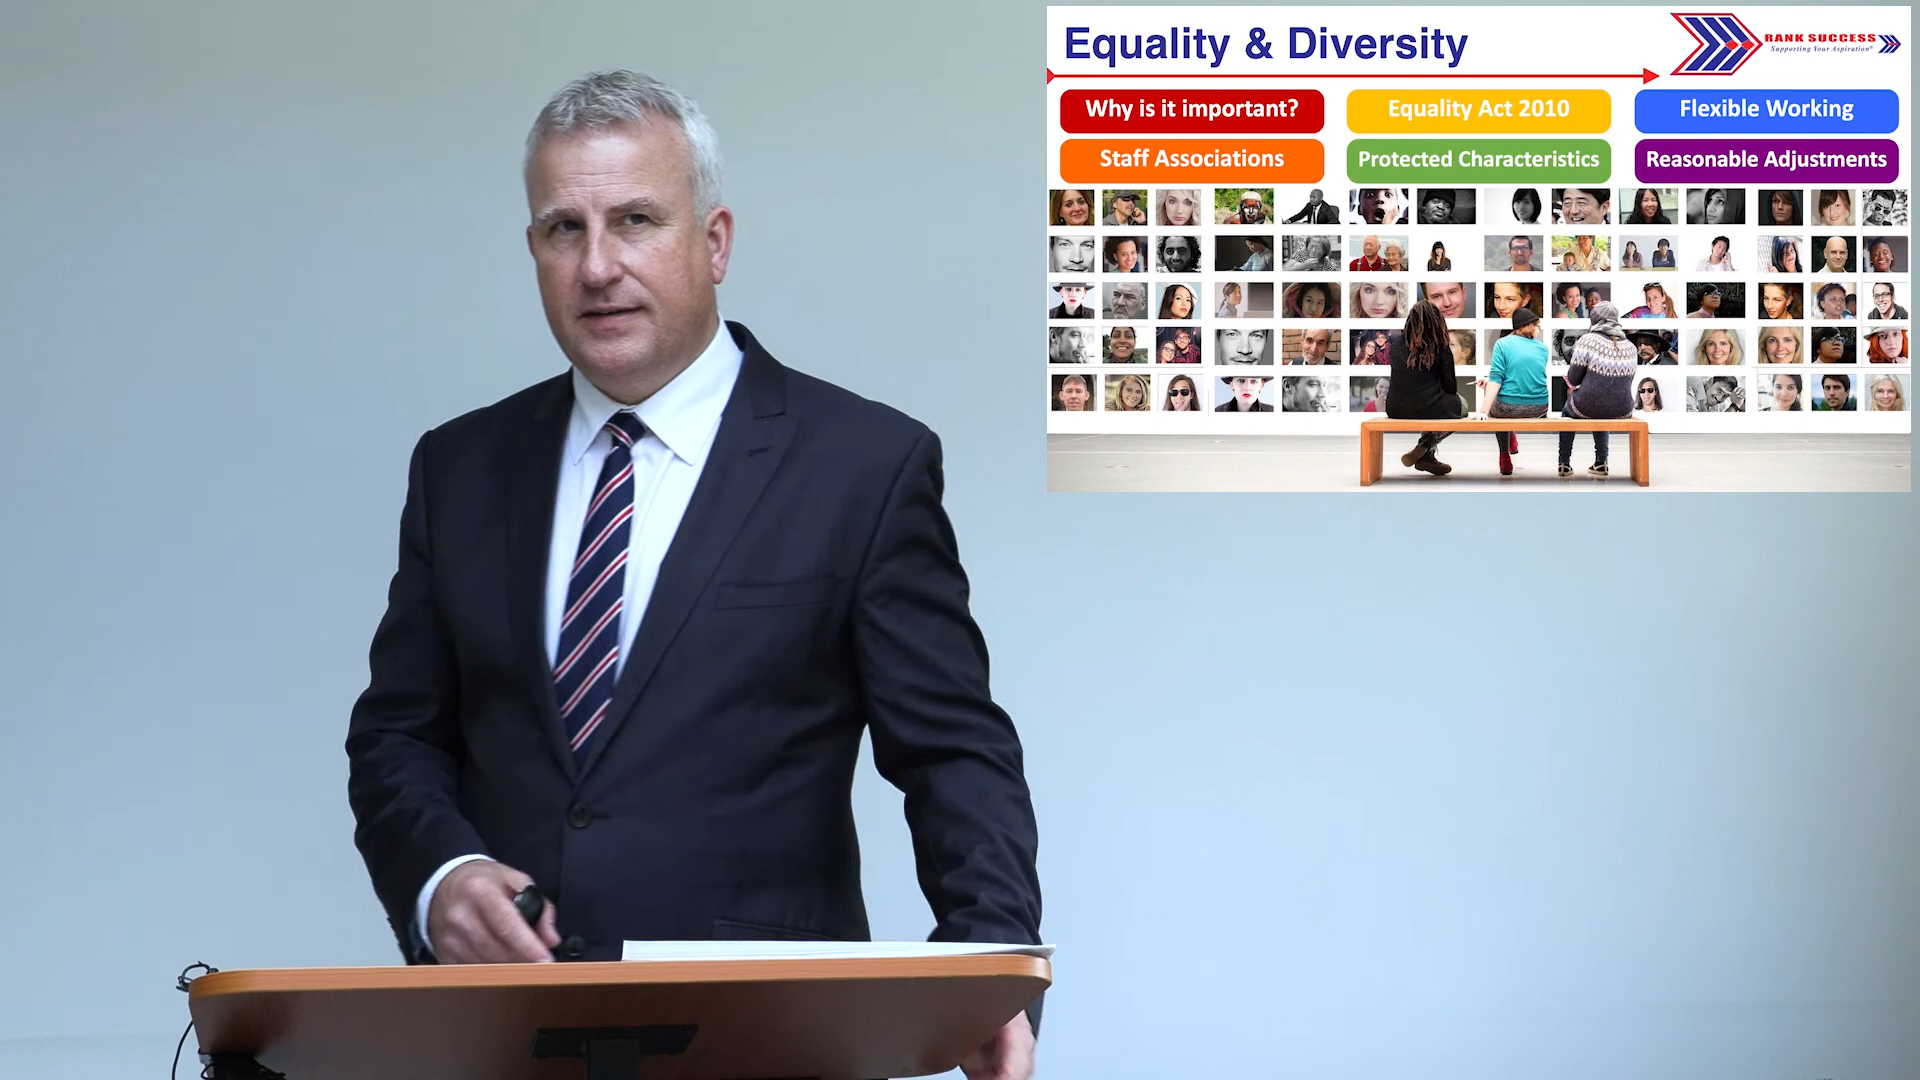 Equality & Diversity
RANK SUCCESS
Supporting Your Aspiration®
Why is it important?
Equality Act 2010
Flexible Working
Staff Associations
Protected Characteristics
Reasonable Adjustments